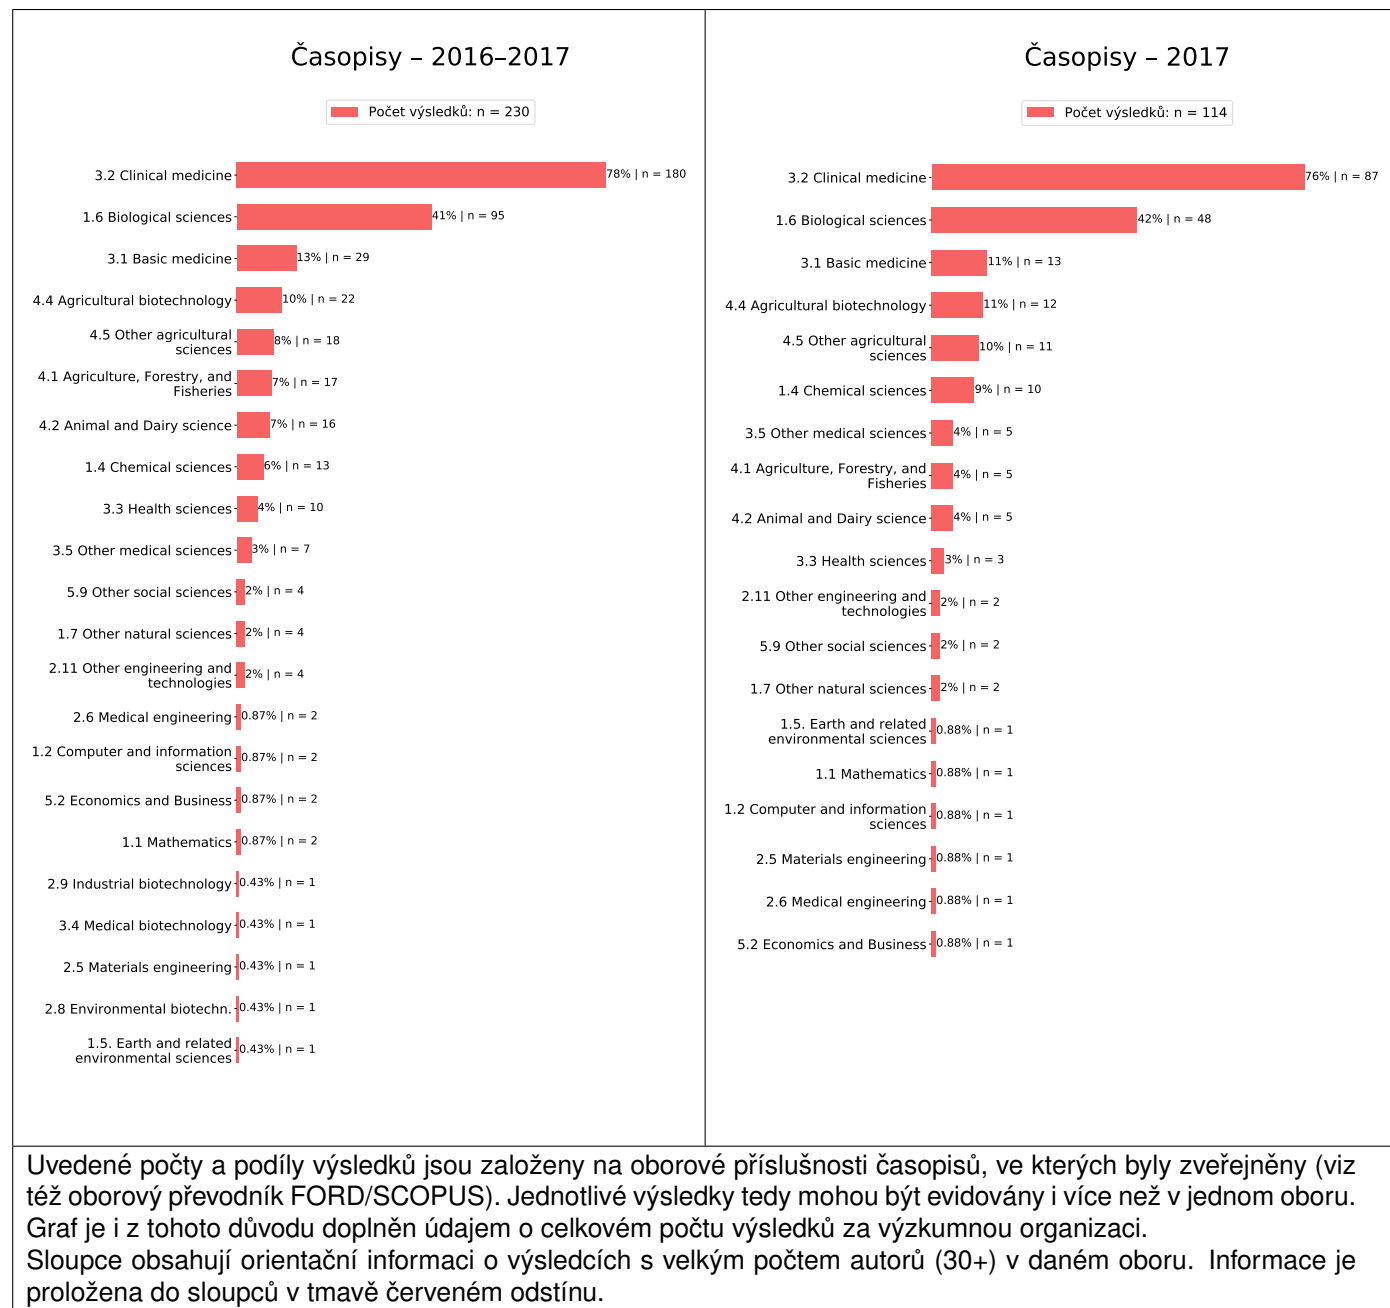 Časopisy – 2016–2017
Počet výsledků: n = 230
3.2 Clinical medicine
78% | n = 180
1.6 Biological sciences
41% | n = 95
3.1 Basic medicine
13% | n = 29
4.4 Agricultural biotechnology
10% | n = 22
4.5 Other agricultural
sciences
8% | n = 18
4.1 Agriculture, Forestry, and
Fisheries
7% | n = 17
4.2 Animal and Dairy science
7% | n = 16
1.4 Chemical sciences
6% | n = 13
3.3 Health sciences
4% | n = 10
3.5 Other medical sciences
3% | n = 7
5.9 Other social sciences
2% | n = 4
1.7 Other natural sciences
2% | n = 4
2.11 Other engineering and
technologies
2% | n = 4
2.6 Medical engineering
0.87% | n = 2
1.2 Computer and information
sciences
0.87% | n = 2
5.2 Economics and Business
0.87% | n = 2
1.1 Mathematics
0.87% | n = 2
2.9 Industrial biotechnology
0.43% | n = 1
3.4 Medical biotechnology
0.43% | n = 1
2.5 Materials engineering
0.43% | n = 1
2.8 Environmental biotechn.
0.43% | n = 1
1.5. Earth and related
environmental sciences
0.43% | n = 1
Časopisy – 2017
Počet výsledků: n = 114
3.2 Clinical medicine
76% | n = 87
1.6 Biological sciences
42% | n = 48
3.1 Basic medicine
11% | n = 13
4.4 Agricultural biotechnology
11% | n = 12
4.5 Other agricultural
sciences
10% | n = 11
1.4 Chemical sciences
9% | n = 10
3.5 Other medical sciences
4% | n = 5
4.1 Agriculture, Forestry, and
Fisheries
4% | n = 5
4.2 Animal and Dairy science
4% | n = 5
3.3 Health sciences
3% | n = 3
2.11 Other engineering and
technologies
2% | n = 2
5.9 Other social sciences
2% | n = 2
1.7 Other natural sciences
2% | n = 2
1.5. Earth and related
environmental sciences
0.88% | n = 1
1.1 Mathematics
0.88% | n = 1
1.2 Computer and information
sciences
0.88% | n = 1
2.5 Materials engineering
0.88% | n = 1
2.6 Medical engineering
0.88% | n = 1
5.2 Economics and Business
0.88% | n = 1
Uvedené počty a podíly výsledků jsou založeny na oborové příslušnosti časopisů, ve kterých byly zveřejněny (viz
též oborový převodník FORD/SCOPUS). Jednotlivé výsledky tedy mohou být evidovány i více než v jednom oboru.
Graf je i z tohoto důvodu doplněn údajem o celkovém počtu výsledků za výzkumnou organizaci.
Sloupce obsahují orientační informaci o výsledcích s velkým počtem autorů (30+) v daném oboru. Informace je
proložena do sloupců v tmavě červeném odstínu.